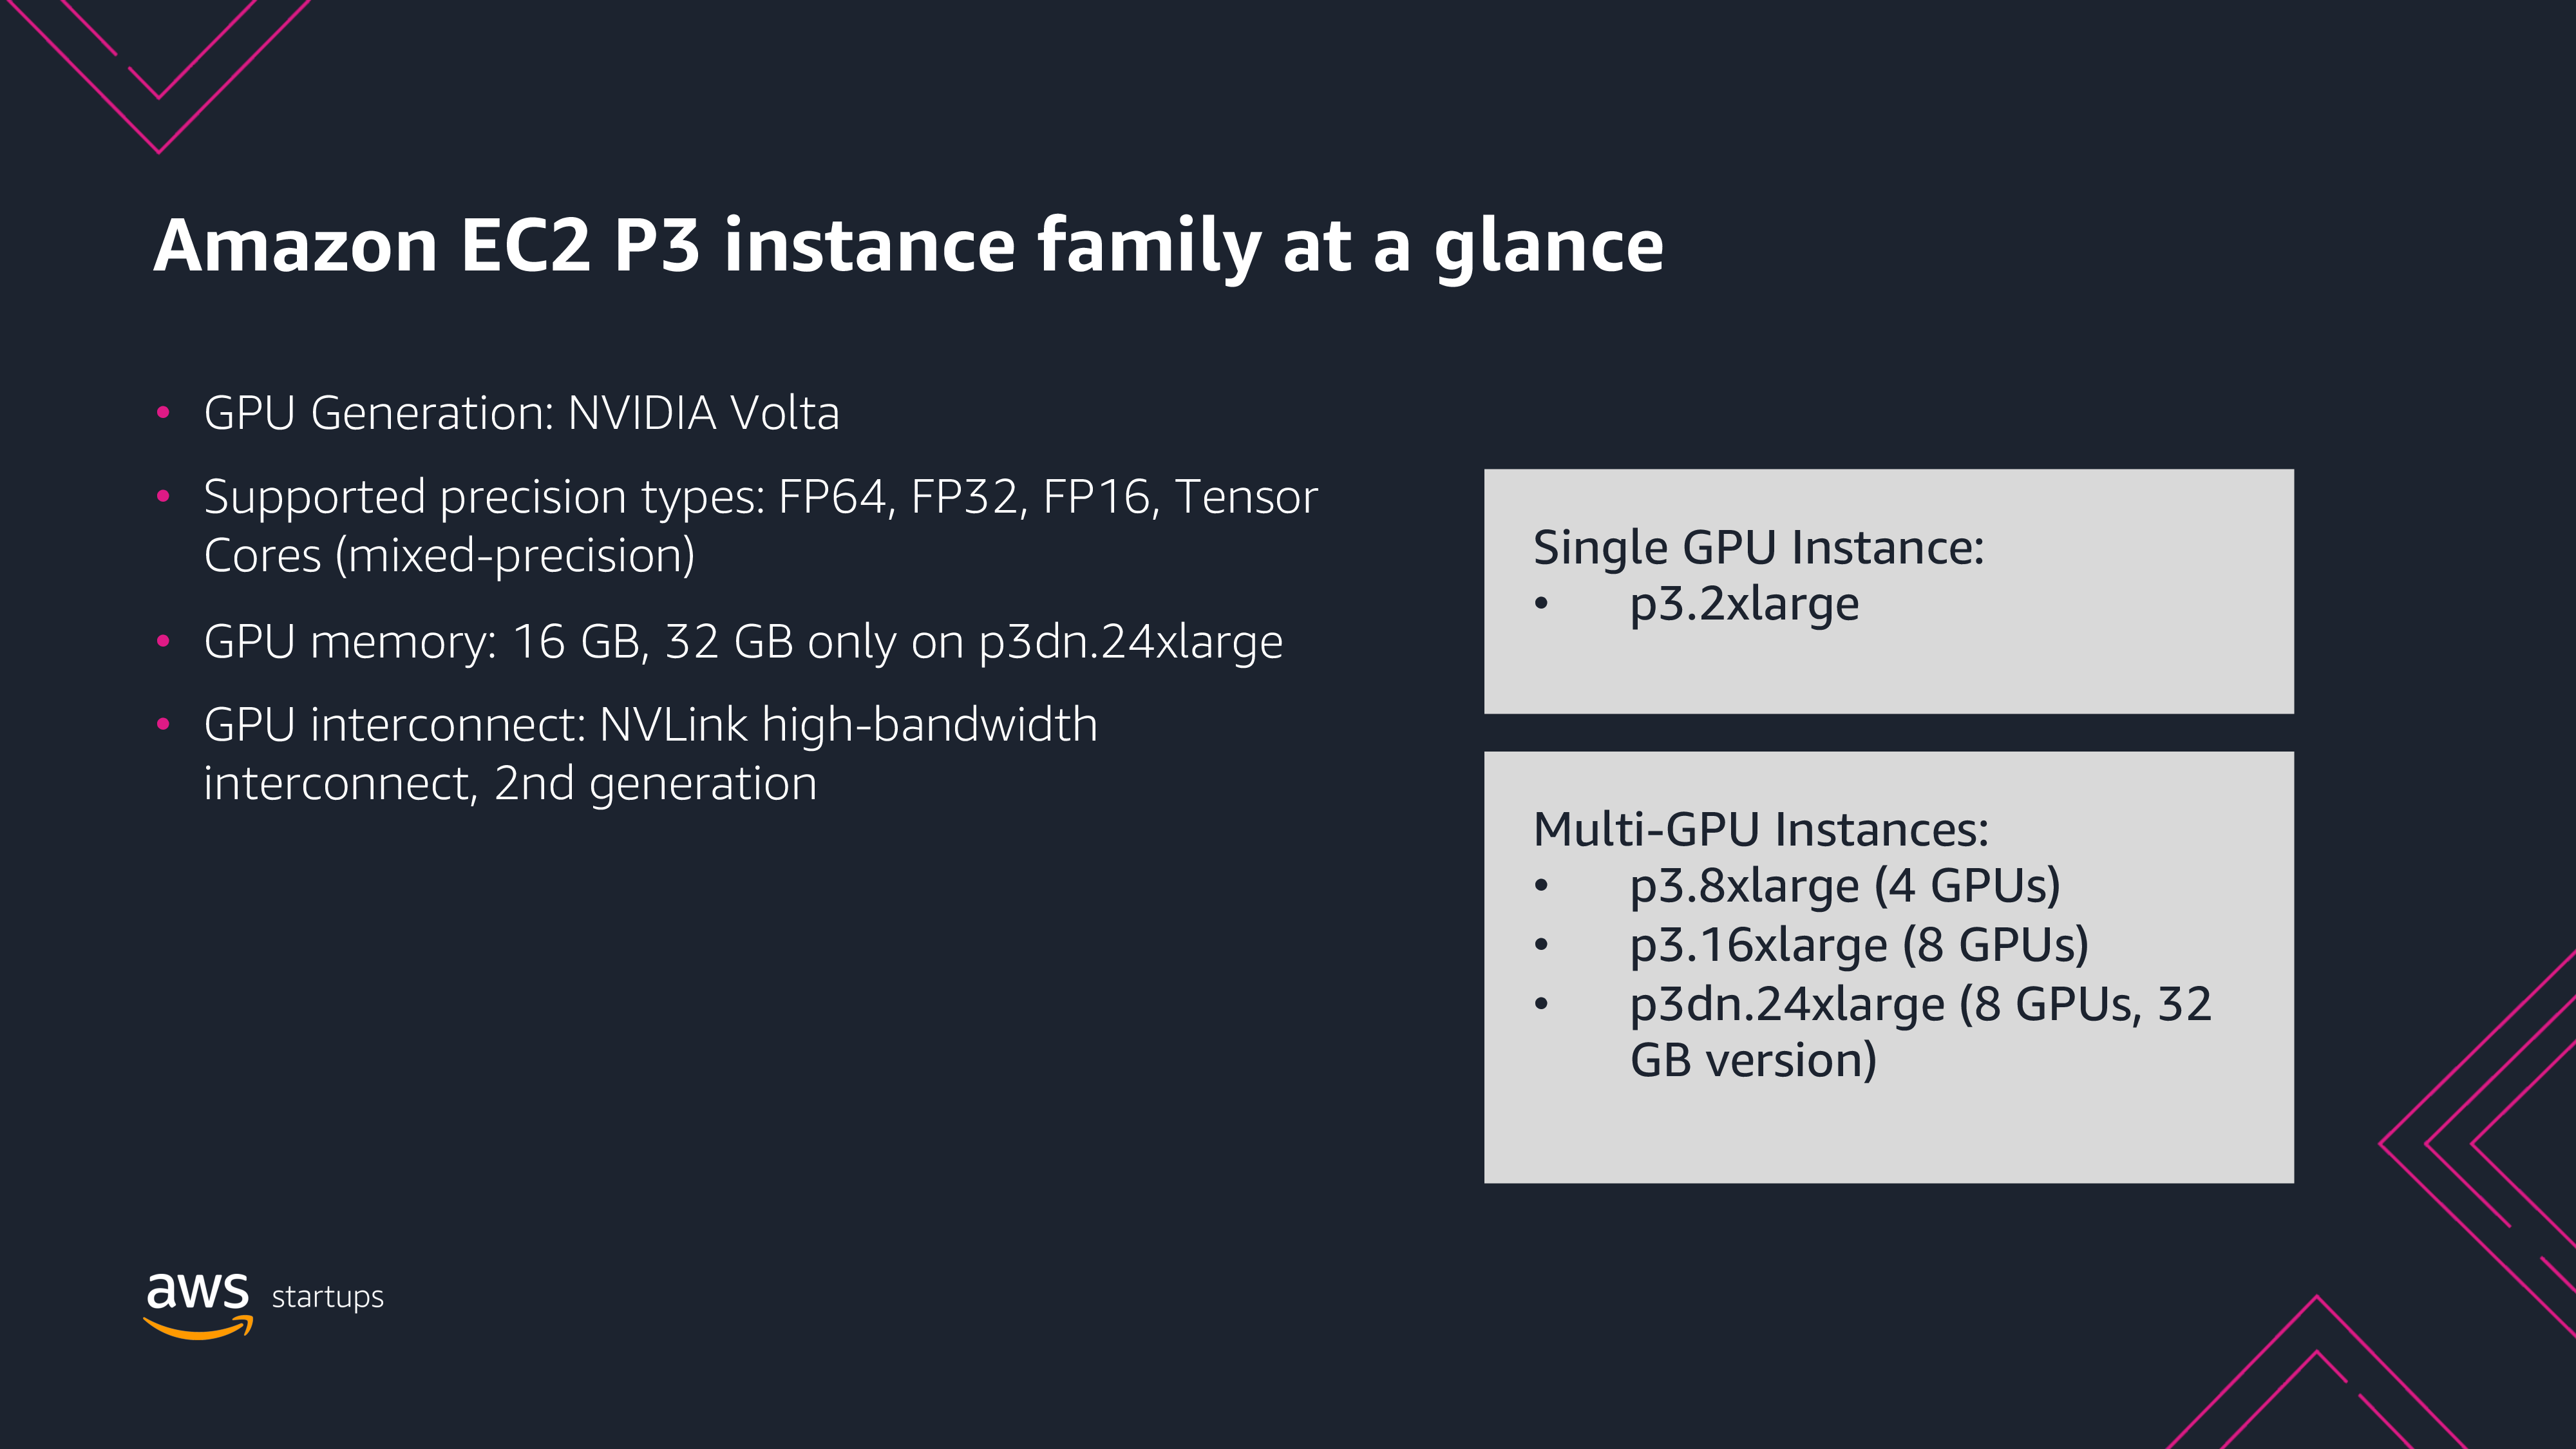 Amazon EC2 P3 instance family at a glance
• GPU Generation: NVIDIA Volta
• Supported precision types: FP64, FP32, FP16, Tensor
Cores (mixed-precision)
• GPU memory: 16 GB, 32 GB only on p3dn.24xlarge
• GPU interconnect: NVLink high-bandwidth
interconnect, 2nd generation
Single GPU Instance:
• p3.2xlarge
Multi-GPU Instances:
• p3.8xlarge (4 GPUs)
• p3.16xlarge (8 GPUs)
• p3dn.24xlarge (8 GPUs, 32
GB version)
aws startups